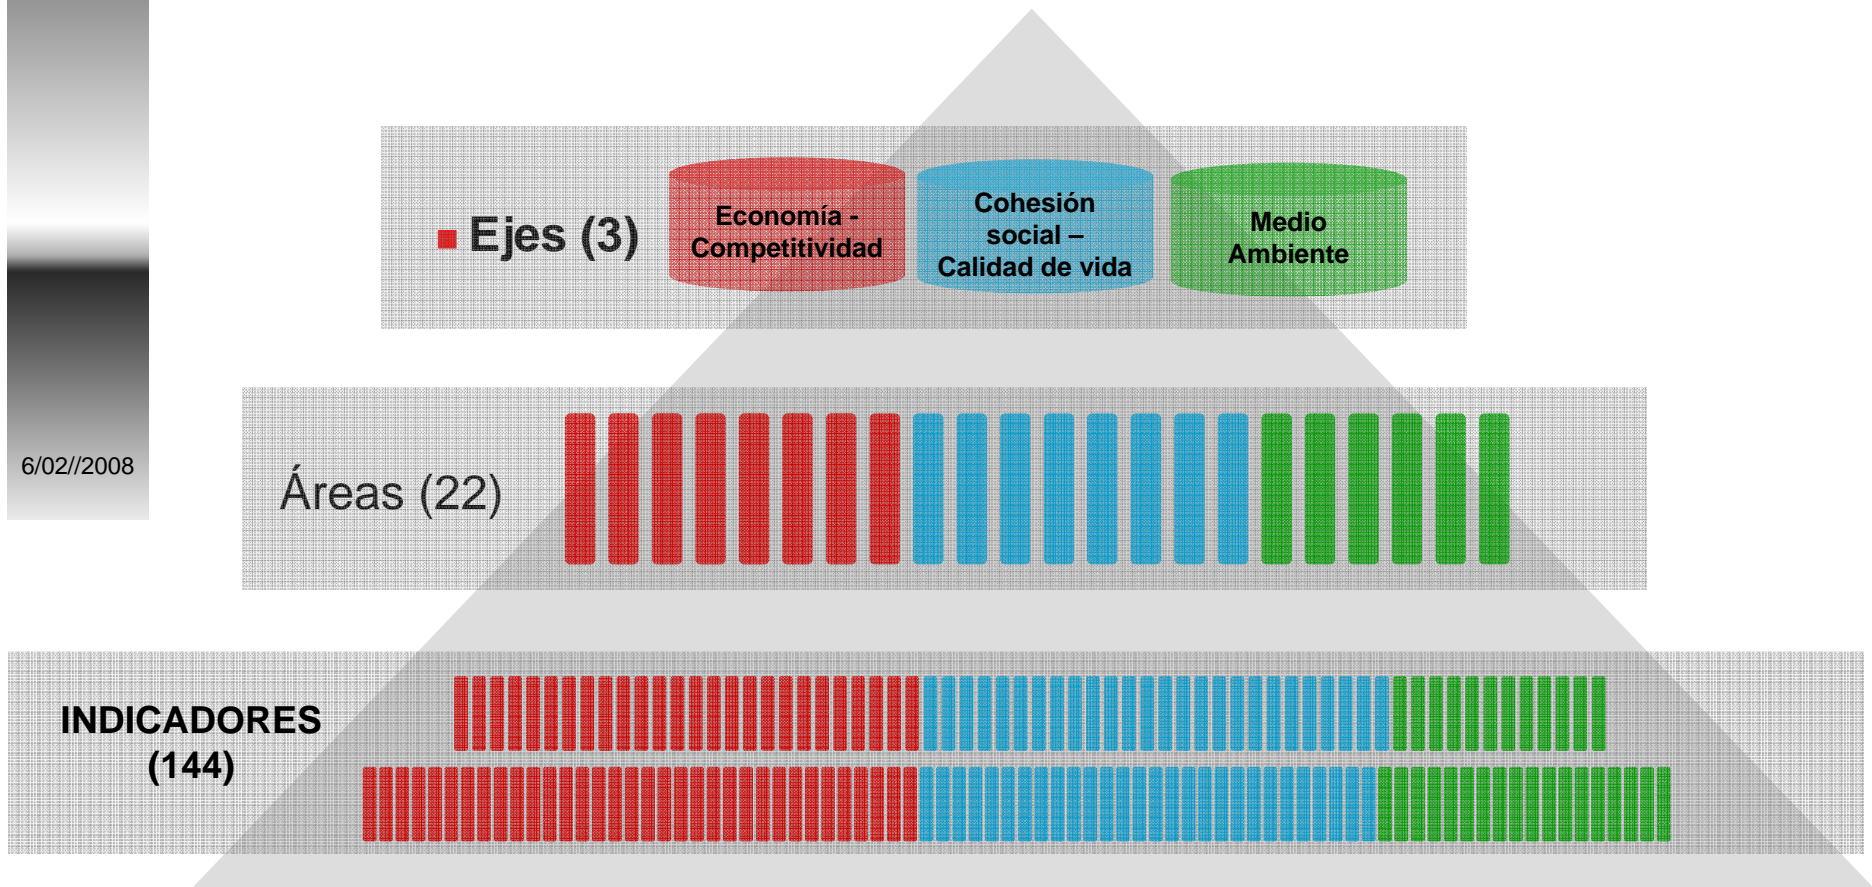 Ejes (3)
Economía -
Competitividad
Cohesión
social –
Calidad de vida
Medio
Ambiente
6/02//2008
Áreas (22)
INDICADORES
(144)